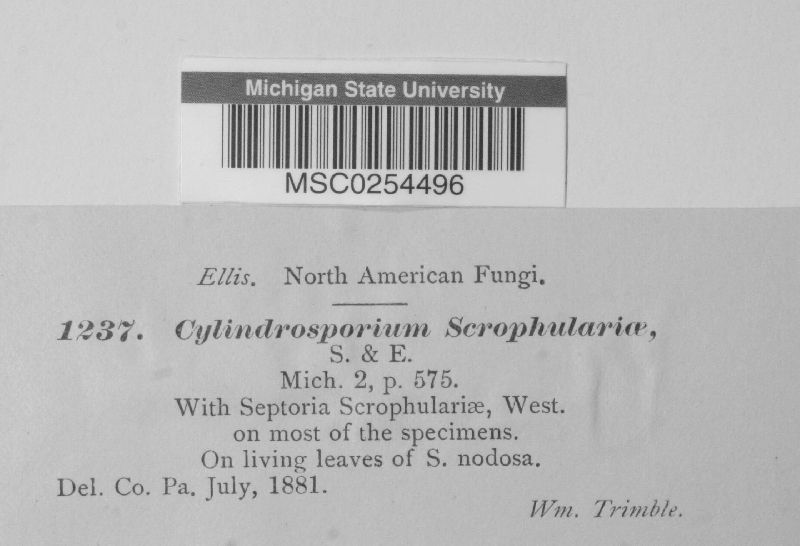 Michigan State University
MSC0254496
Ellis. North American Fungi.
1237. Cylindrosporium Scrophulariæ,
S. & E.
Mich. 2, p. 575.
With Septoria Scrophulariæ, West.
on most of the specimens.
On living leaves of S. nodosa.
Del. Co. Pa. July, 1881.
Wm. Trimble.